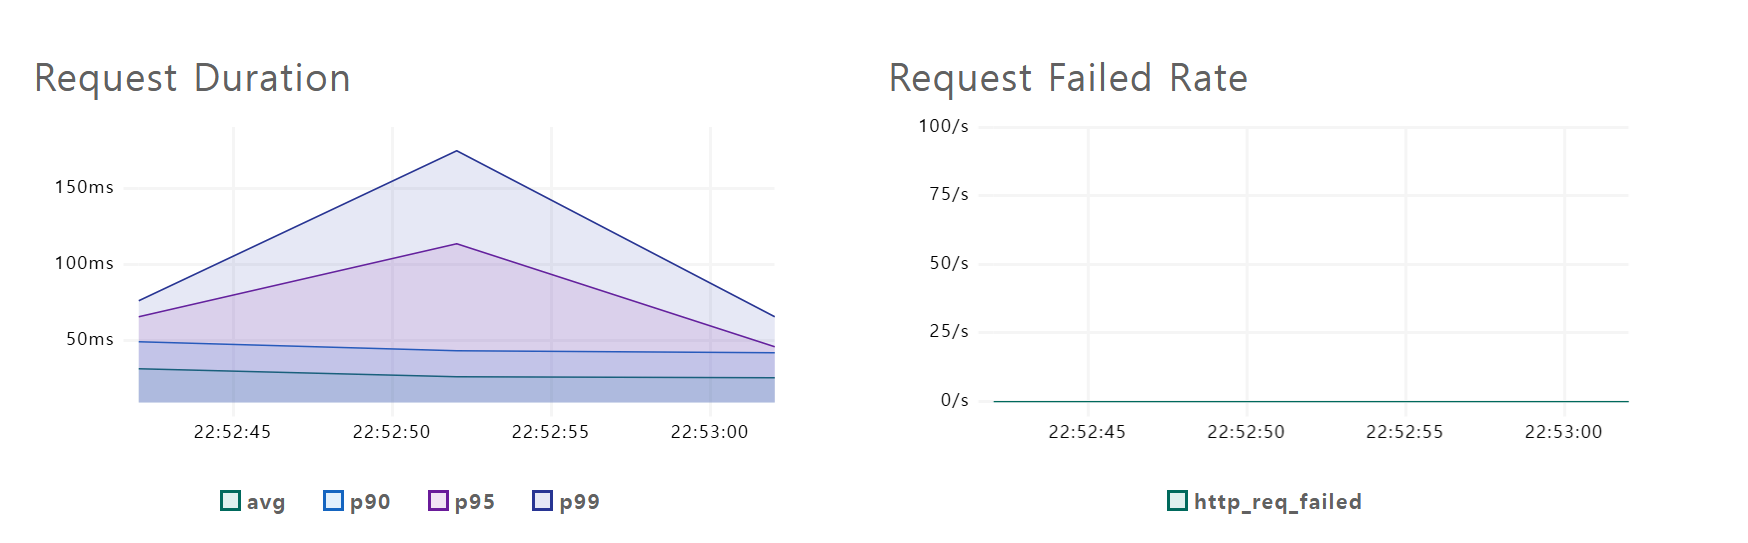 Request Duration
150ms
100ms
50ms
22:52:45 22:52:50 22:52:55 22:53:00
avg p90 p95 p99
Request Failed Rate
100/s
75/s
50/s
25/s
0/s
22:52:45 22:52:50 22:52:55 22:53:00
http_req_failed